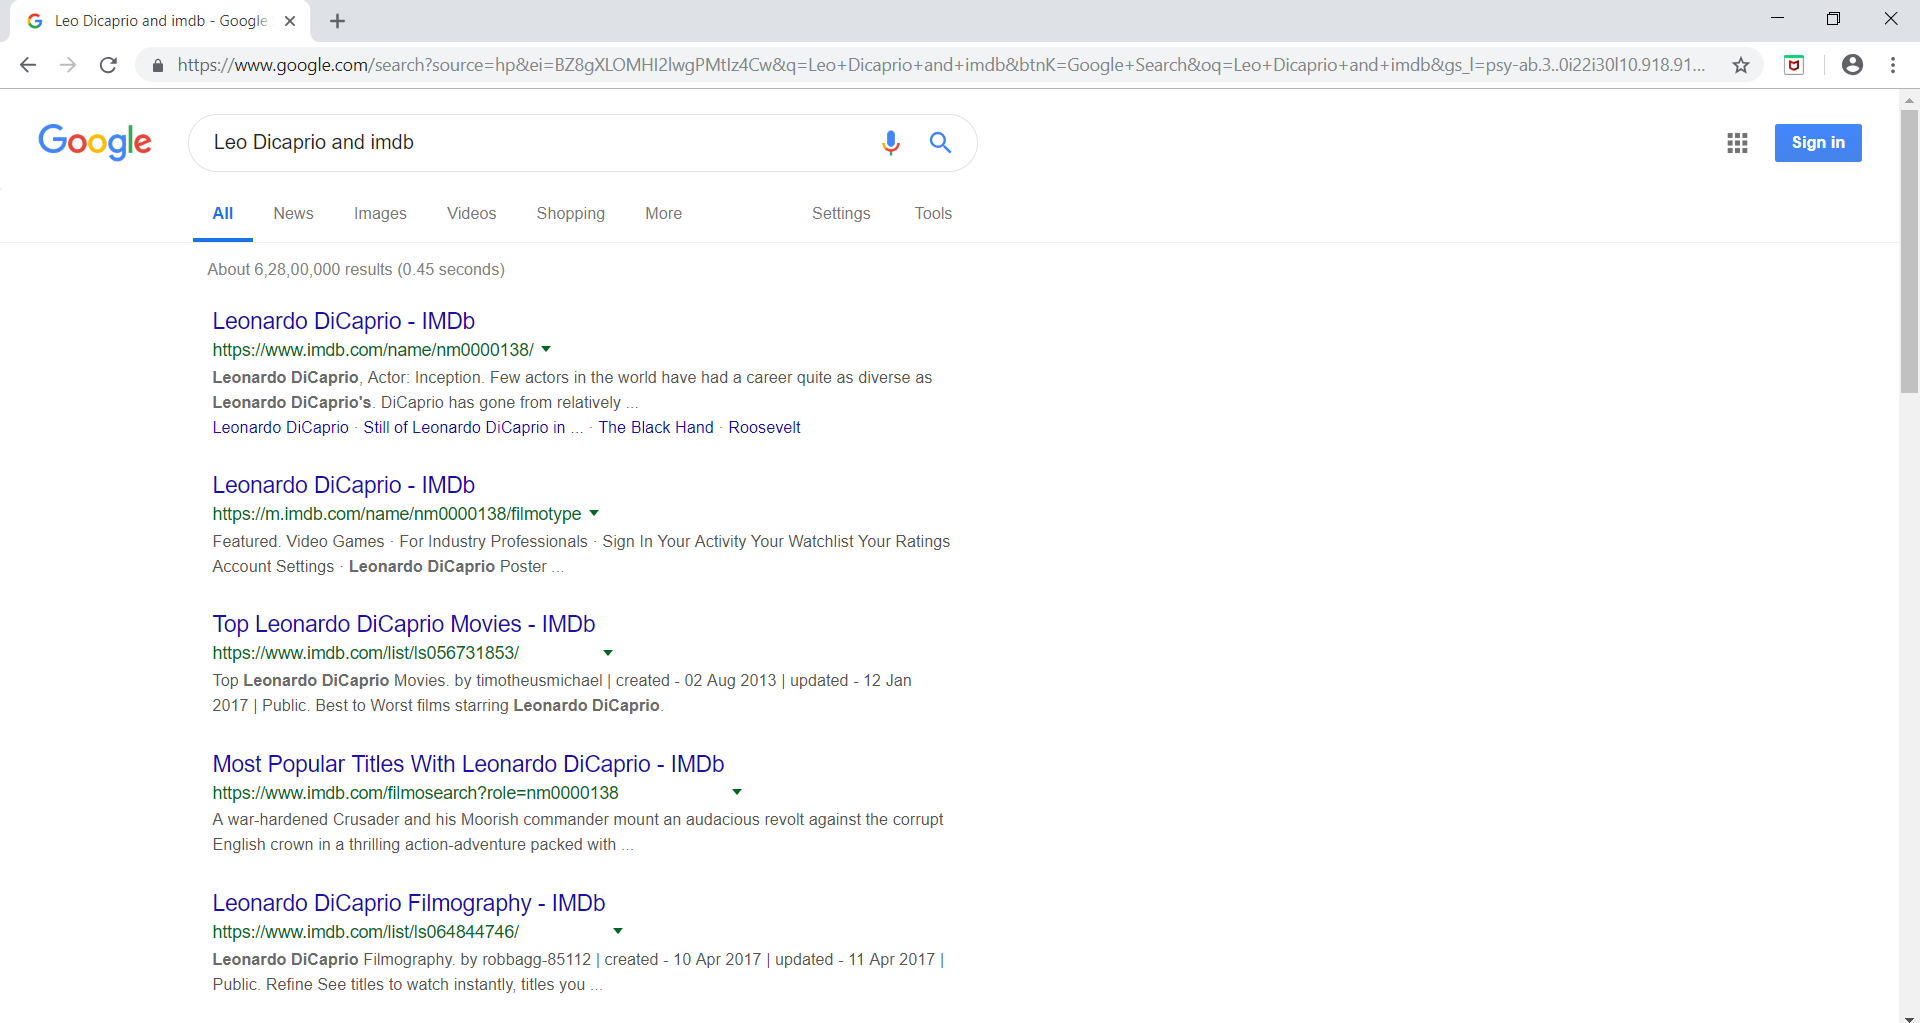 Leo Dicaprio and imdb - Google
https://www.google.com/search?source=hp&ei=BZ8gXLOMHI2lwgPMtIz4Cw&q=Leo+Dicaprio+and+imdb&btnK=Google+Search&oq=Leo+Dicaprio+and+imdb&gs_l=psy-ab.3..0i22i30l10.918.91...
Google
Leo Dicaprio and imdb
Sign in
All News Images Videos Shopping More Settings Tools
About 6,28,00,000 results (0.45 seconds)
Leonardo DiCaprio - IMDb
https://www.imdb.com/name/nm0000138/
Leonardo DiCaprio, Actor: Inception. Few actors in the world have had a career quite as diverse as
Leonardo DiCaprio's. DiCaprio has gone from relatively ...
Leonardo DiCaprio · Still of Leonardo DiCaprio in ... · The Black Hand · Roosevelt
Leonardo DiCaprio - IMDb
https://m.imdb.com/name/nm0000138/filmotype
Featured. Video Games · For Industry Professionals · Sign In Your Activity Your Watchlist Your Ratings
Account Settings · Leonardo DiCaprio Poster ...
Top Leonardo DiCaprio Movies - IMDb
https://www.imdb.com/list/ls056731853/
Top Leonardo DiCaprio Movies. by timotheusmichael | created - 02 Aug 2013 | updated - 12 Jan
2017 | Public. Best to Worst films starring Leonardo DiCaprio.
Most Popular Titles With Leonardo DiCaprio - IMDb
https://www.imdb.com/filmosearch?role=nm0000138
A war-hardened Crusader and his Moorish commander mount an audacious revolt against the corrupt
English crown in a thrilling action-adventure packed with ...
Leonardo DiCaprio Filmography - IMDb
https://www.imdb.com/list/ls064844746/
Leonardo DiCaprio Filmography. by robbagg-85112 | created - 10 Apr 2017 | updated - 11 Apr 2017 |
Public. Refine See titles to watch instantly, titles you ...